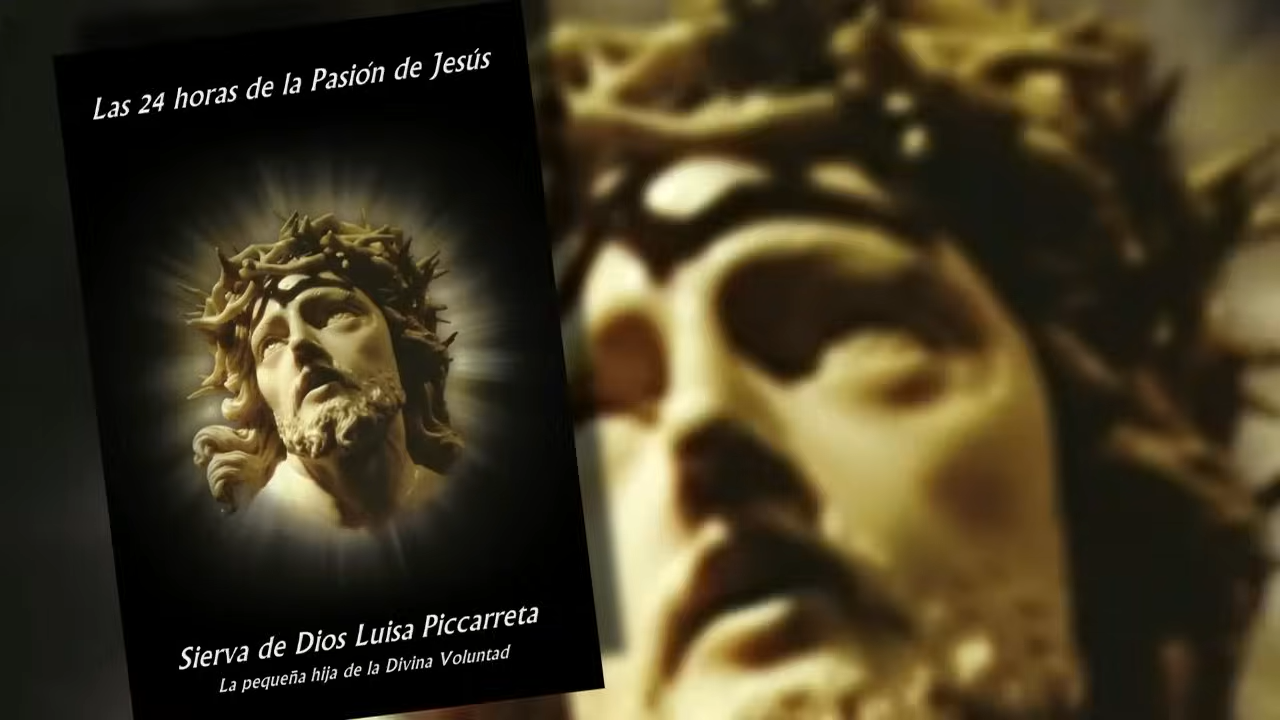 Las 24 horas de la Pasión de Jesús
Sierva de Dios Luisa Piccarreta
La pequeña hija de la Divina Voluntad